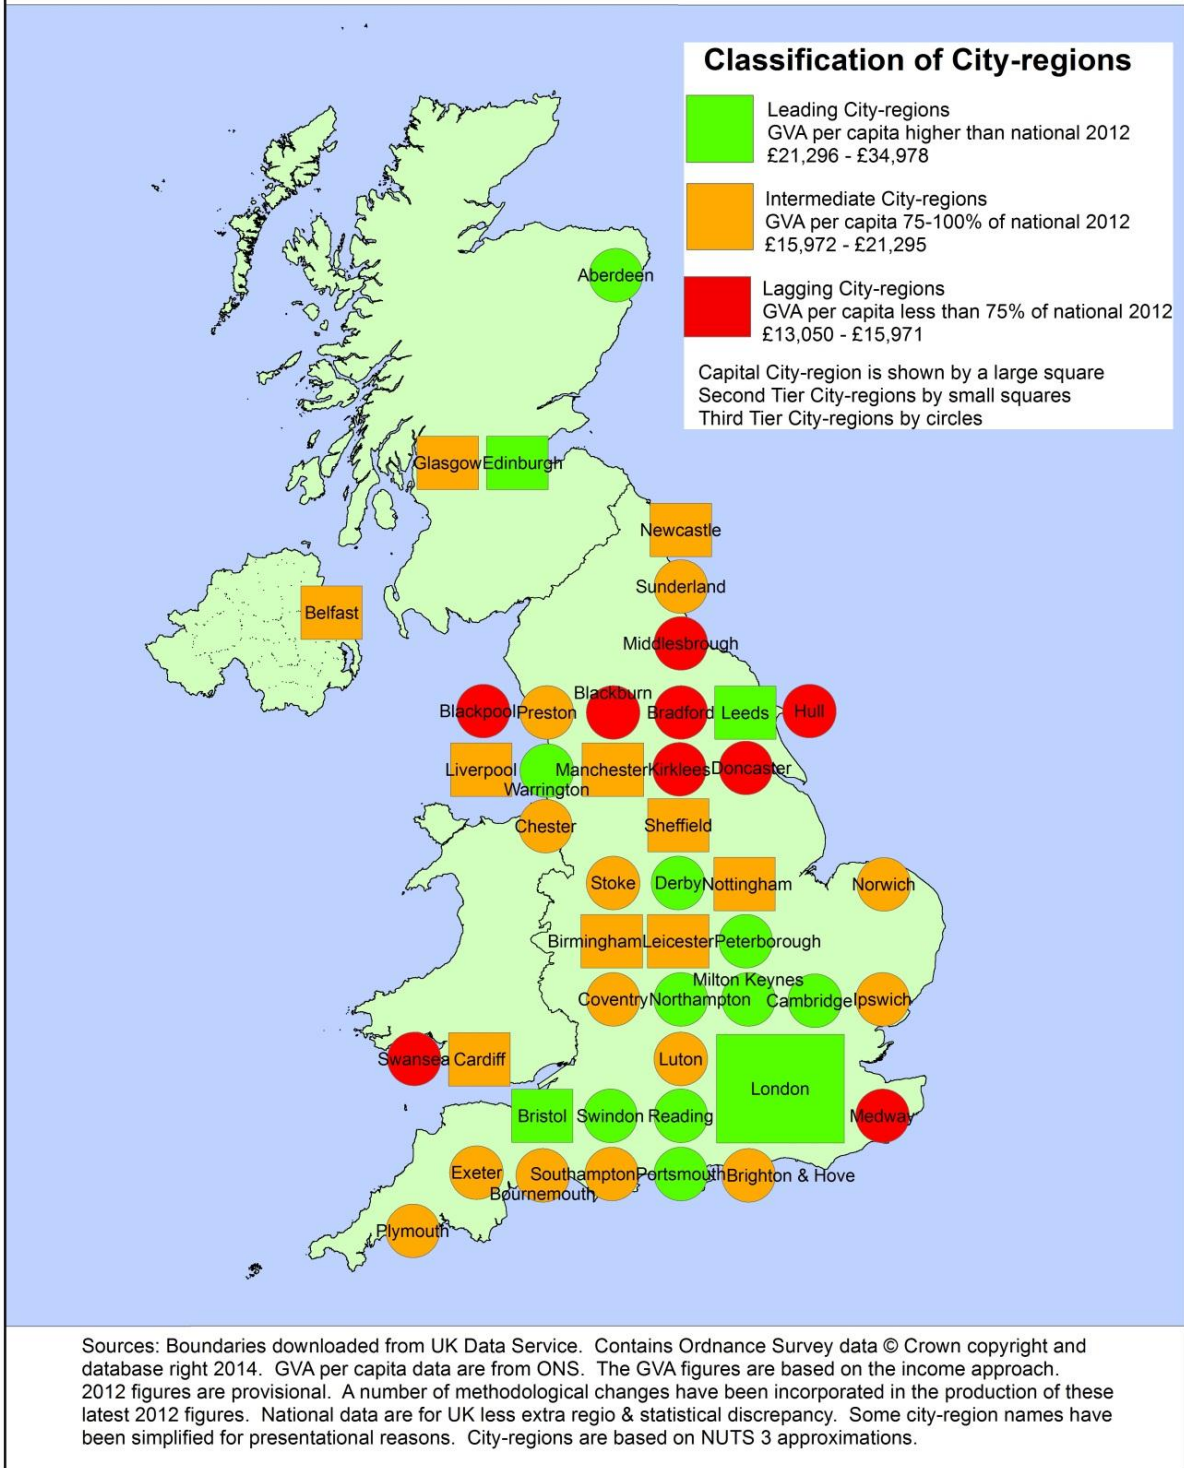 Classification of City-regions
Leading City-regions
GVA per capita higher than national 2012
£21,296 - £34,978
Intermediate City-regions
GVA per capita 75-100% of national 2012
£15,972 - £21,295
Lagging City-regions
GVA per capita less than 75% of national 2012
£13,050 - £15,971
Capital City-region is shown by a large square
Second Tier City-regions by small squares
Third Tier City-regions by circles
Aberdeen
Glasgow Edinburgh
Newcastle
Sunderland
Belfast
Middlesbrough
Blackpool Preston Blackburn Bradford Leeds Hull
Liverpool Warrington Manchester Kirklees Doncaster
Chester Sheffield
Stoke Derby Nottingham Norwich
Birmingham Leicester Peterborough
Coventry Northampton Milton Keynes Cambridge Ipswich
Swansea Cardiff Luton London
Bristol Swindon Reading Medway
Exeter Bournemouth Southampton Portsmouth Brighton & Hove
Plymouth
Sources: Boundaries downloaded from UK Data Service. Contains Ordnance Survey data © Crown copyright and
database right 2014. GVA per capita data are from ONS. The GVA figures are based on the income approach.
2012 figures are provisional. A number of methodological changes have been incorporated in the production of these
latest 2012 figures. National data are for UK less extra regio & statistical discrepancy. Some city-region names have
been simplified for presentational reasons. City-regions are based on NUTS 3 approximations.